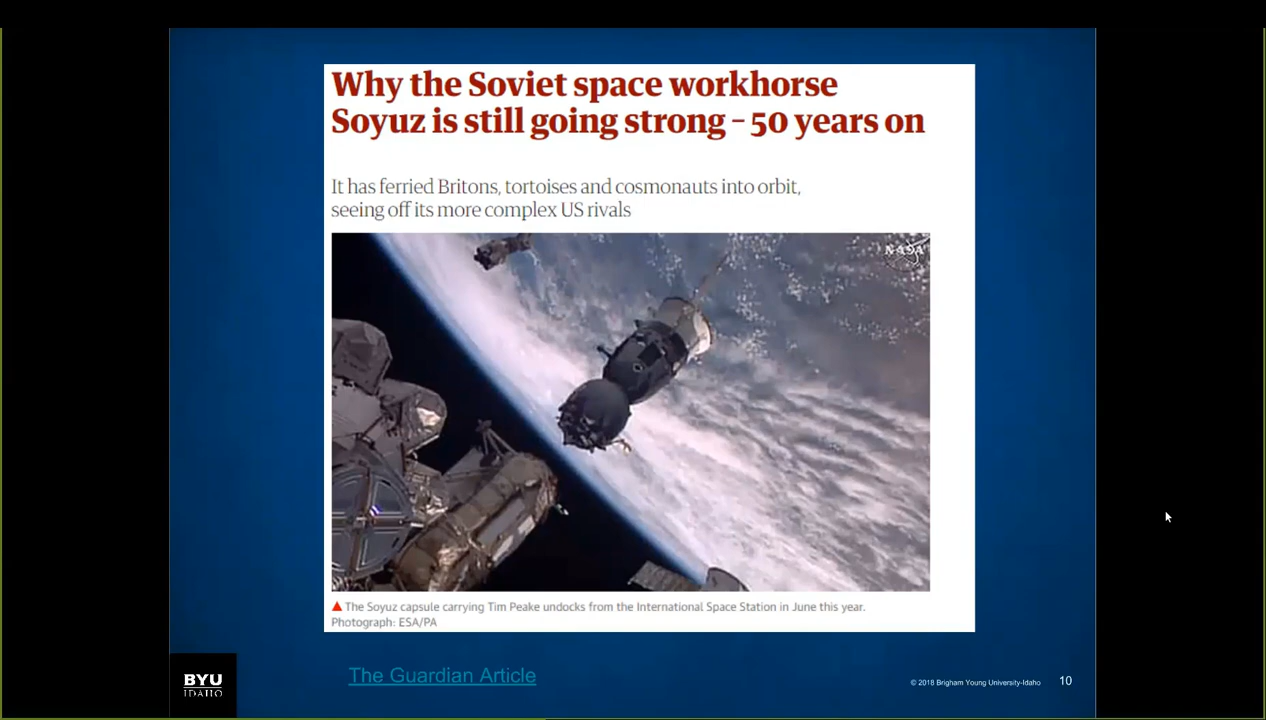 Why the Soviet space workhorse
Soyuz is still going strong – 50 years on
It has ferried Britons, tortoises and cosmonauts into orbit,
seeing off its more complex US rivals
NASA
The Soyuz capsule carrying Tim Peake undocks from the International Space Station in June this year.
Photograph: ESA/PA
The Guardian Article
BYU
IDAHO
© 2018 Brigham Young University-Idaho
10